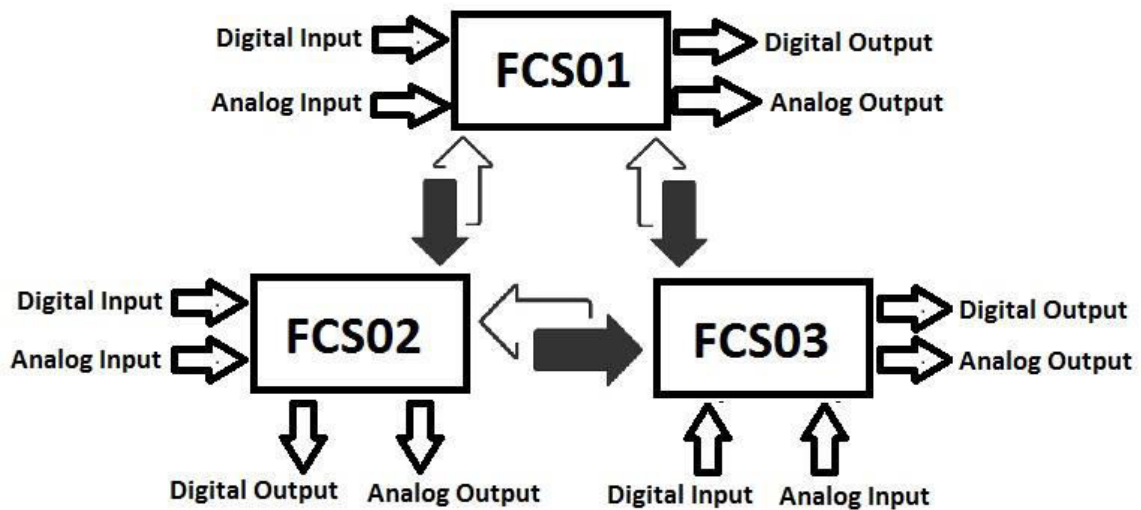 Digital Input
Digital Output
FCS01
Analog Input
Analog Output
Digital Input
Digital Output
FCS02
FCS03
Analog Input
Analog Output
Digital Output
Analog Output
Digital Input
Analog Input